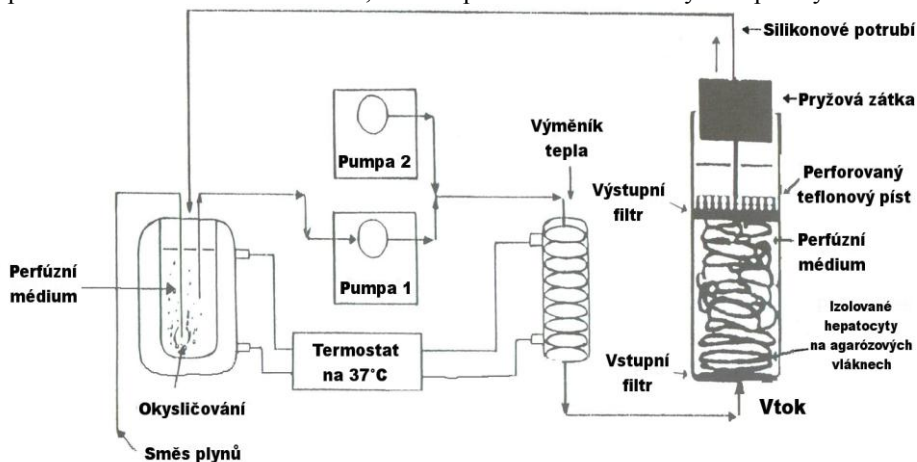 Silikonové potrubí
Pryžová zátka
Pumpa 2
Výměník
tepla
Perforovaný
teflonový píst
Výstupní
filtr
Perfúzní
médium
Pumpa 1
Perfúzní
médium
Termostat
na 37°C
Izolované
hepatocyty
na agarózových
vláknech
Vstupní
filtr
Vtok
Okysličování
Směs plynů